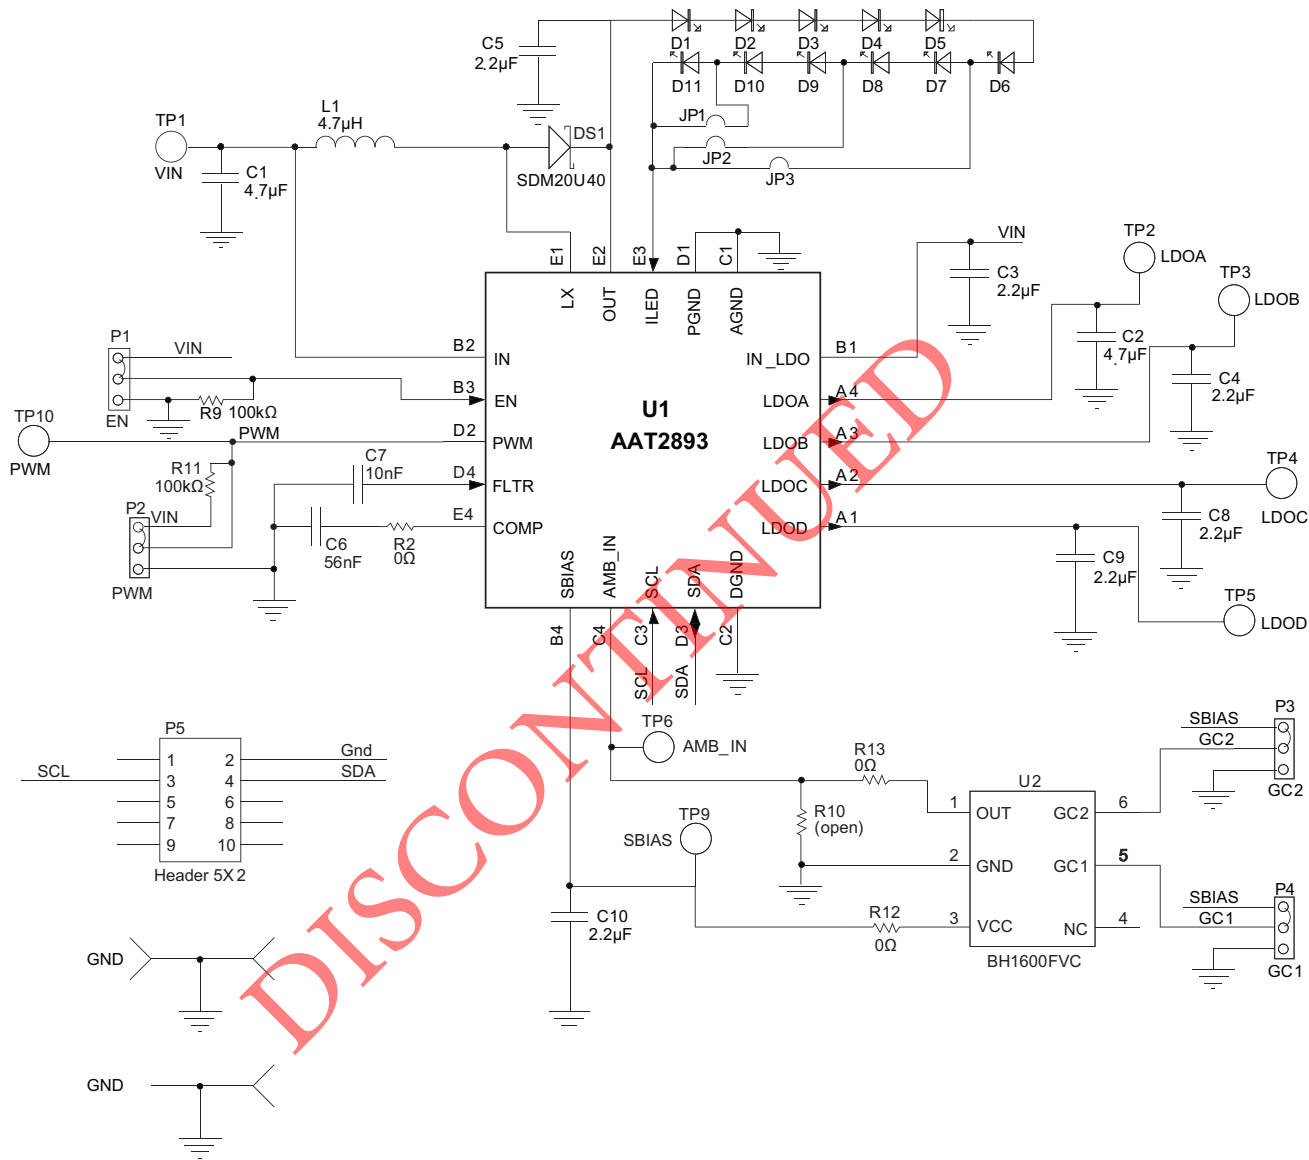 C5
2.2µF
D1 D2 D3 D4 D5
D11 D10 D9 D8 D7 D6
JP1
JP2
JP3
TP1
VIN
L1
4.7µH
C1
4.7µF
DS1
SDM20U40
E1 E2 E3 D1 C1
LX OUT ILED PGND AGND
VIN
C3
2.2µF
TP2
LDOA
TP3
LDOB
C2
4.7µF
C4
2.2µF
P1
VIN
EN
R9 100kΩ
TP10
PWM
PWM
R11
100kΩ
P2
VIN
PWM
C7
10nF
C6
56nF
R2
0Ω
B2 IN
B3 EN
D2 PWM
D4 FLTR
E4 COMP
U1
AAT2893
IN_LDO B1
LDOA A4
LDOB A3
LDOC A2
LDOD A1
TP4
LDOC
C8
2.2µF
C9
2.2µF
TP5
LDOD
SBIAS AMB_IN SCL SDA DGND
B4 C4 C3 D3 C2
SCL SDA
TP6
AMB_IN
P5
1 2 Gnd
SCL 3 4 SDA
5 6
7 8
9 10
Header 5X2
TP9
SBIAS
R13
0Ω
R10
(open)
R12
0Ω
C10
2.2µF
U2
1 OUT GC2 6
2 GND GC1 5
3 VCC NC 4
BH1600FVC
P3
SBIAS
GC2
GC2
P4
SBIAS
GC1
GC1
GND
GND
DISCONTINUED